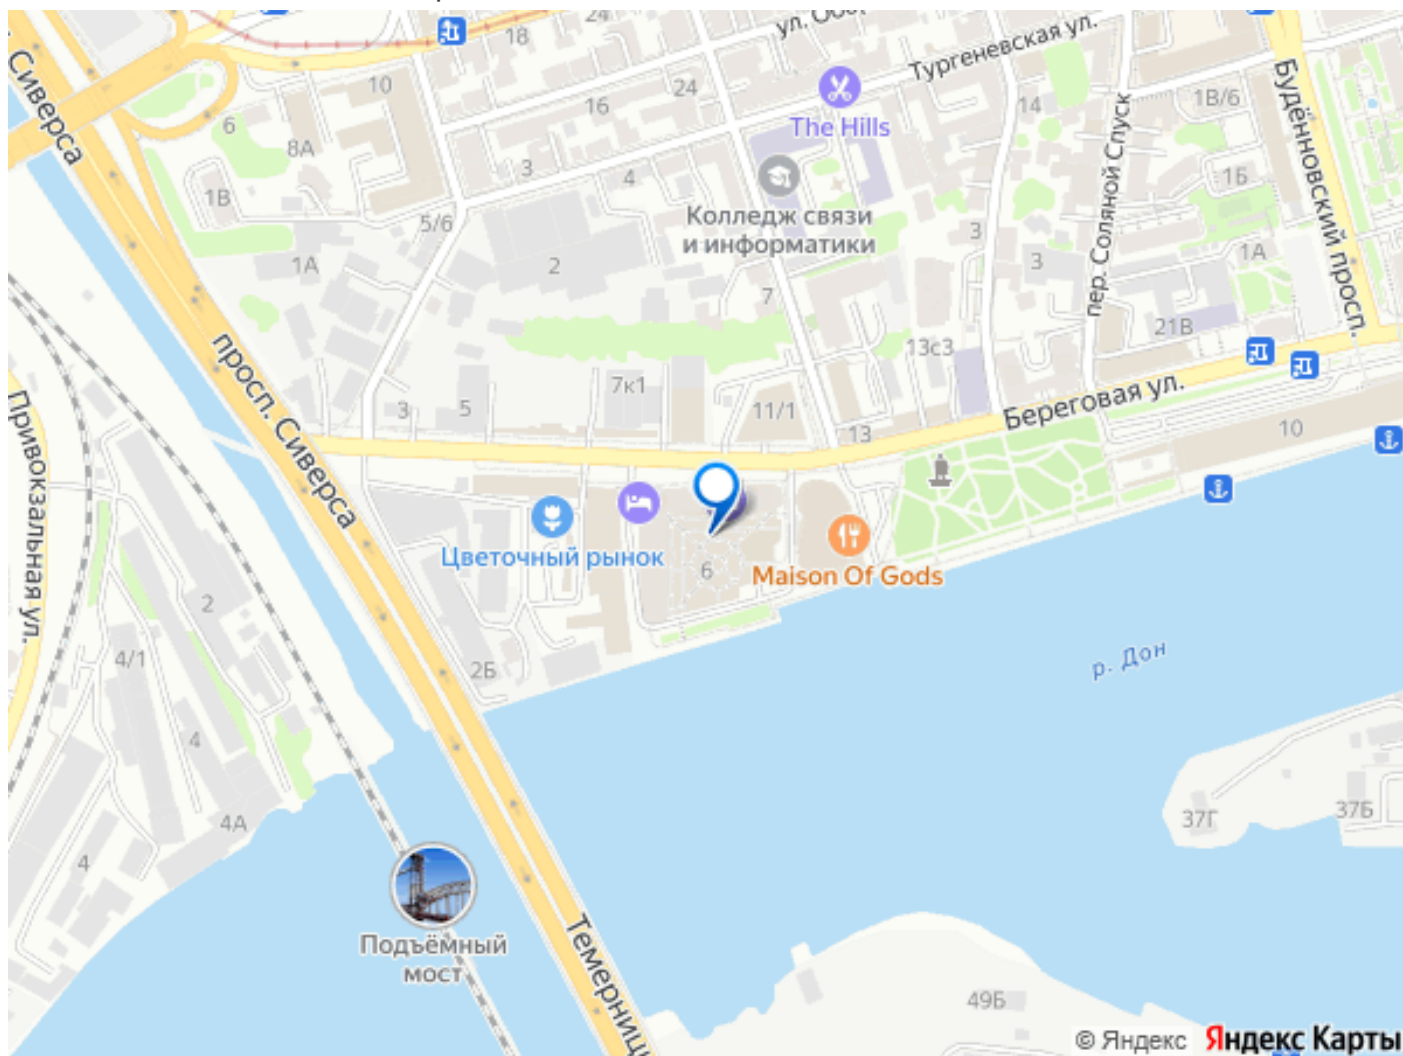 24
18
ул. Обо
Тургеневская ул.
Сиверса
10
24
16
14
1В/6
The Hills
6
8А
3
4
1В
5/6
Колледж связи
и информатики
3
3
1Б
1А
1А
2
7
пер. Соляной Спуск
Будённовский просп.
21В
13с3
просп. Сиверса
7к1
3
5
11/1
13
Береговая ул.
10
Привокзальная ул.
Цветочный рынок
6
Maison Of Gods
2
4/1
2Б
р. Дон
4
4А
4
37Г
37Б
Подъёмный
мост
Темерниц
49Б
© Яндекс Яндекс Карты